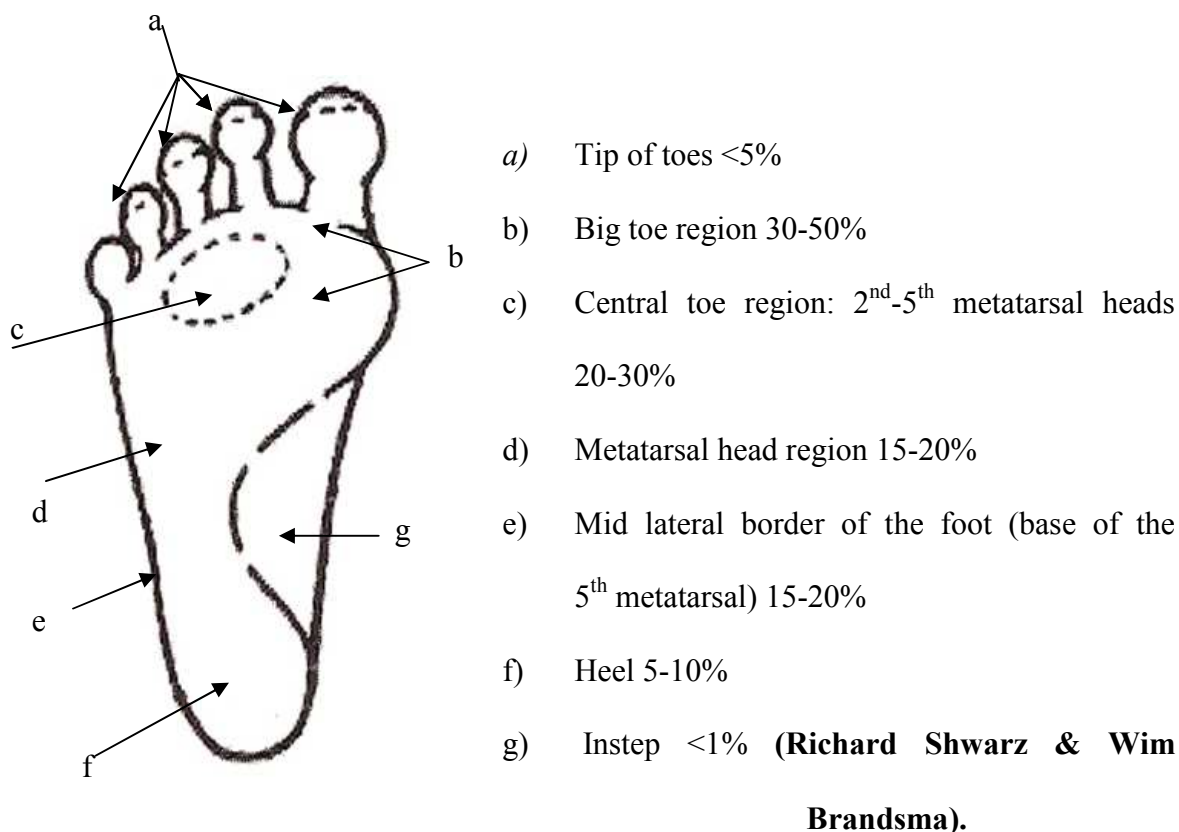 a
b
c
d
e
f
g
a) Tip of toes <5%
b) Big toe region 30-50%
c) Central toe region: 2nd-5th metatarsal heads
20-30%
d) Metatarsal head region 15-20%
e) Mid lateral border of the foot (base of the
5th metatarsal) 15-20%
f) Heel 5-10%
g) Instep <1% (Richard Shwarz & Wim
Brandsma).